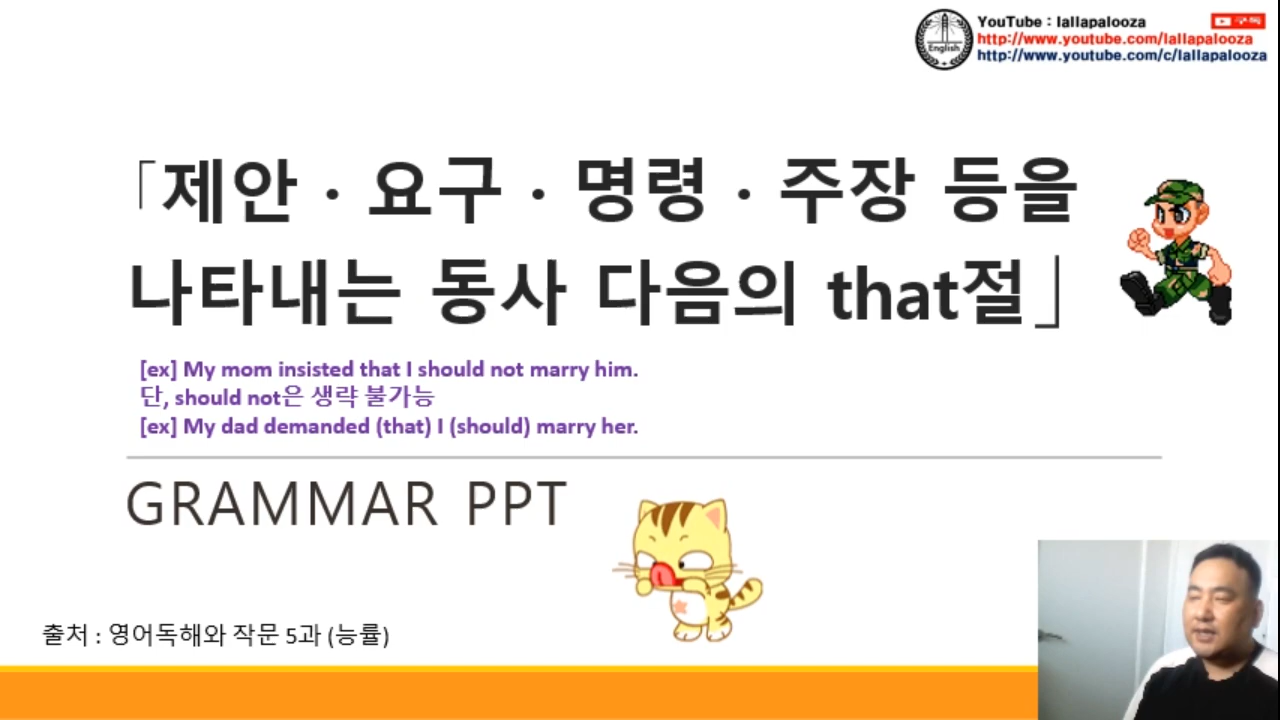 YouTube : lallapalooza
구독
http://www.youtube.com/lallapalooza
http://www.youtube.com/c/lallapalooza
English
「제안 · 요구 · 명령 · 주장 등을
나타내는 동사 다음의 that절」
[ex] My mom insisted that I should not marry him.
단, should not은 생략 불가능
[ex] My dad demanded (that) I (should) marry her.
GRAMMAR PPT
출처 : 영어독해와 작문 5과 (능률)